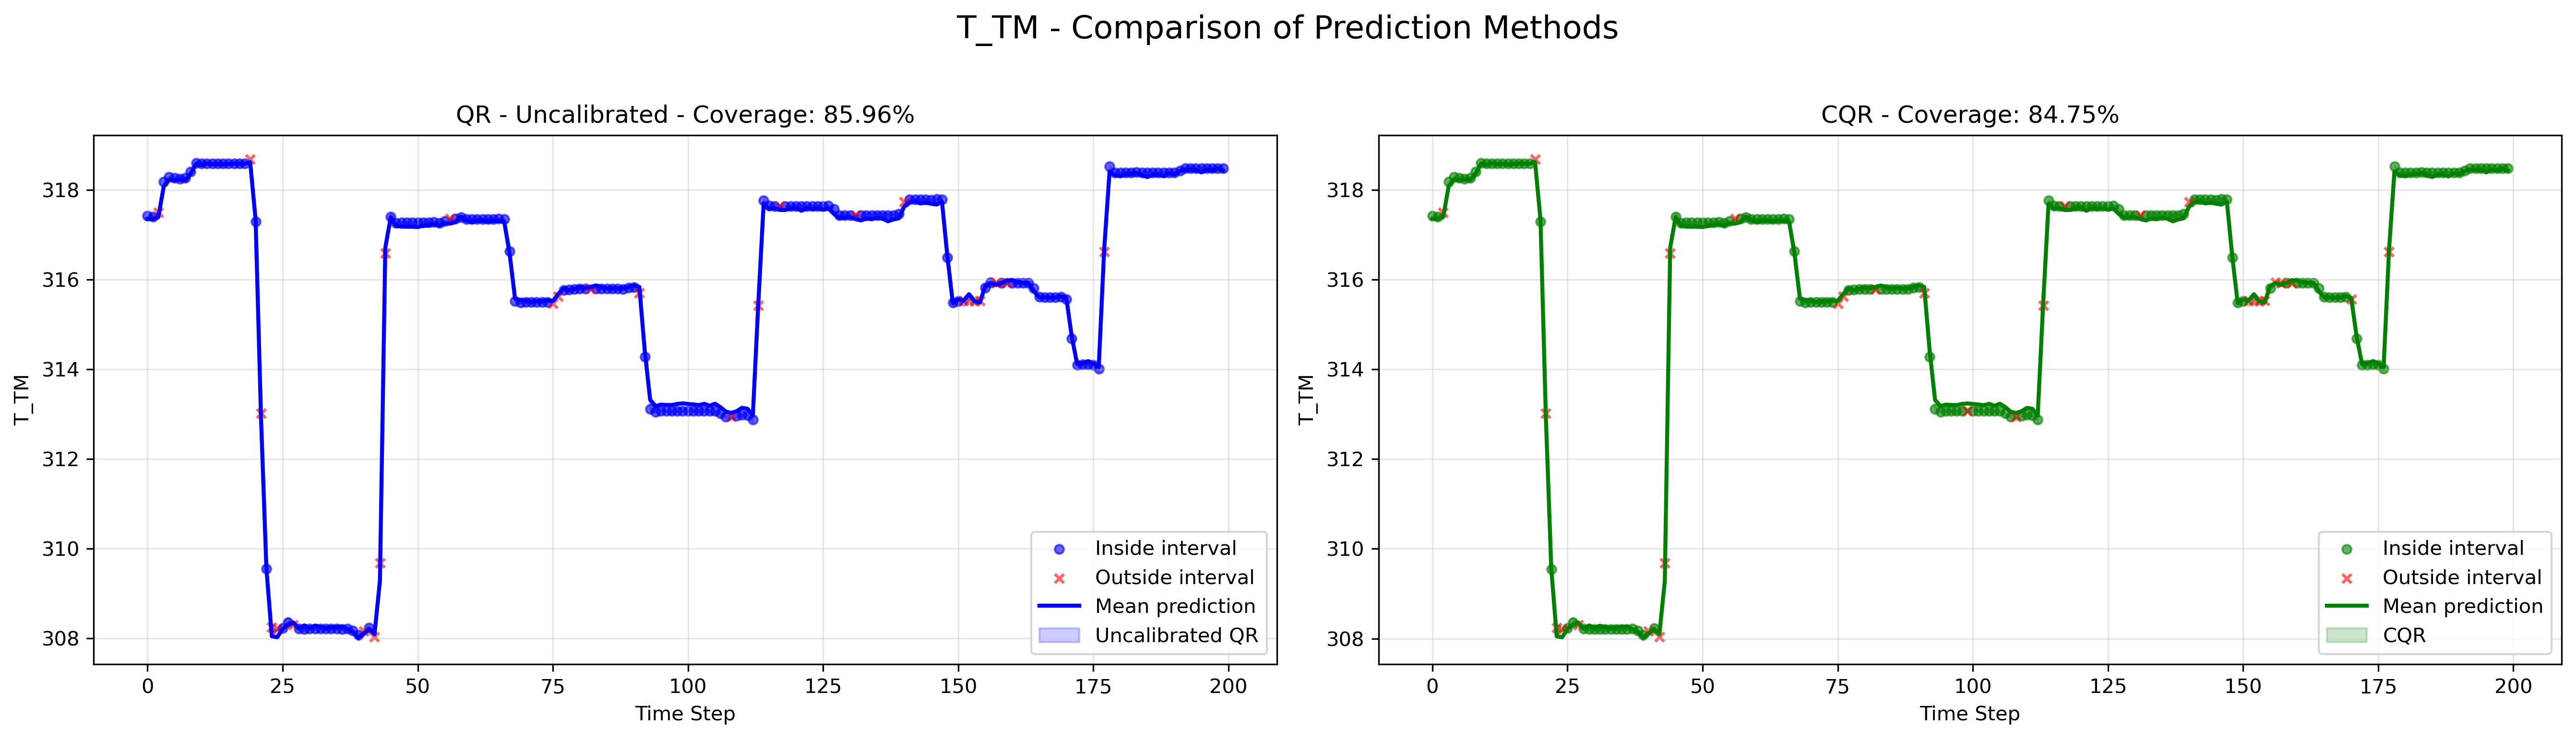 T_TM - Comparison of Prediction Methods
QR - Uncalibrated - Coverage: 85.96%
T_TM
318
316
314
312
310
308
0 25 50 75 100 125 150 175 200
Time Step
Inside interval
Outside interval
Mean prediction
Uncalibrated QR
CQR - Coverage: 84.75%
T_TM
318
316
314
312
310
308
0 25 50 75 100 125 150 175 200
Time Step
Inside interval
Outside interval
Mean prediction
CQR